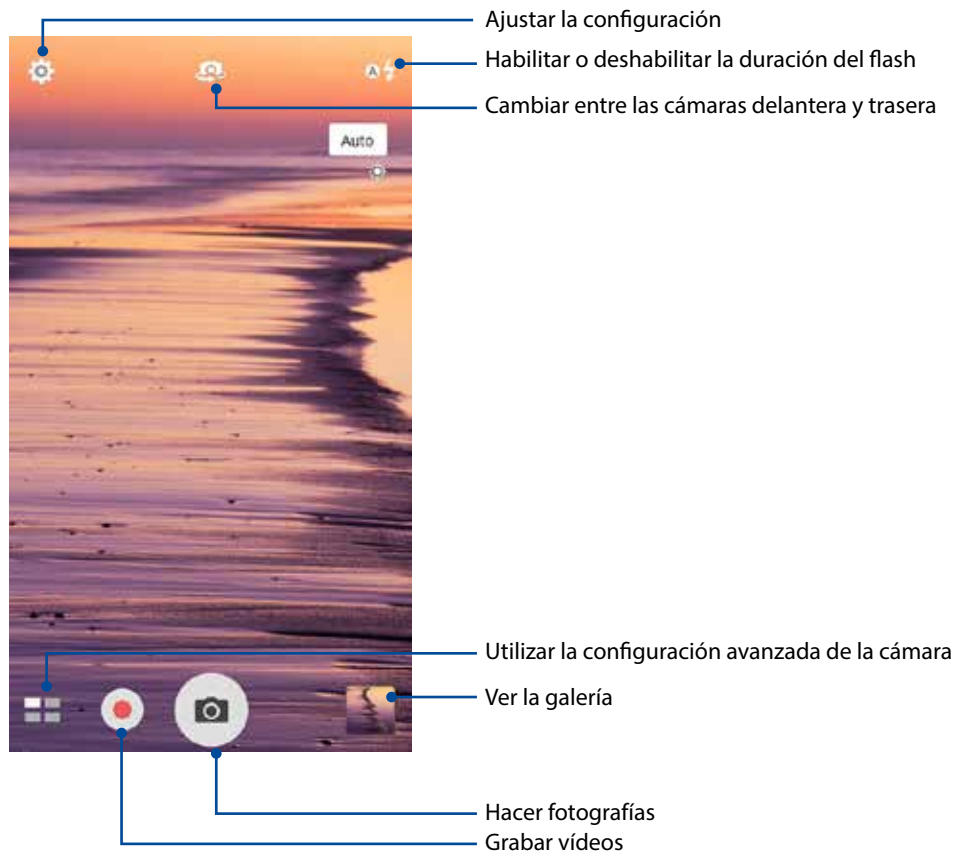 Ajustar la configuración
Habilitar o deshabilitar la duración del flash
A
Cambiar entre las cámaras delantera y trasera
Auto
Utilizar la configuración avanzada de la cámara
Ver la galería
Hacer fotografías
Grabar vídeos